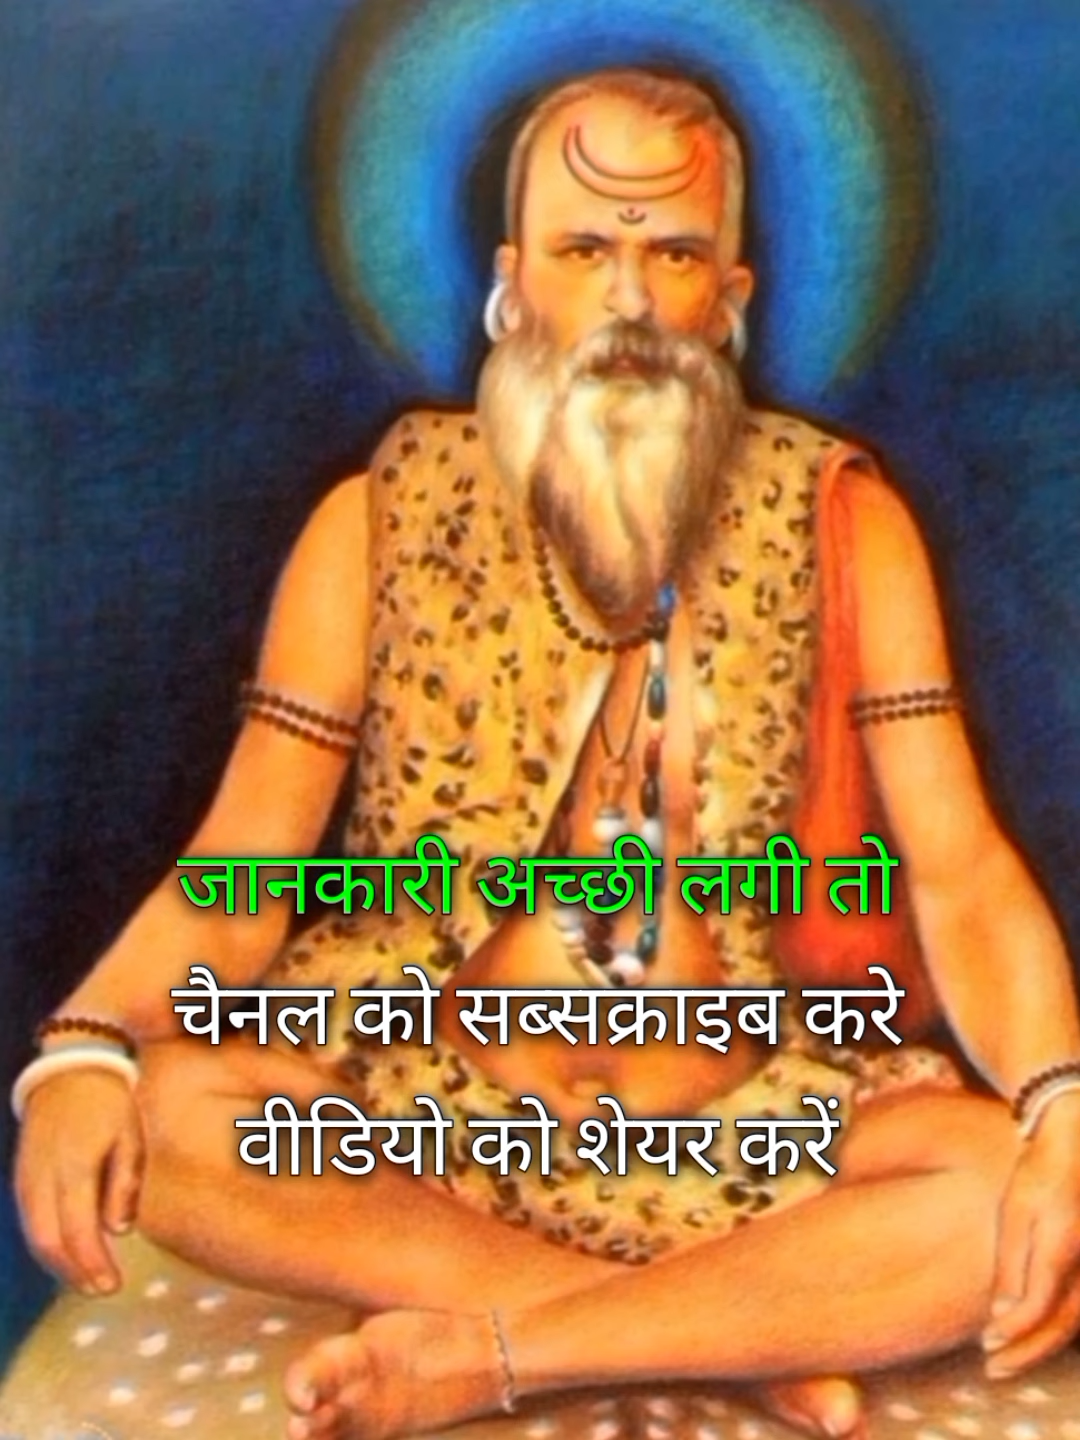 जानकारी अच्छी लगी तो
चैनल को सब्सक्राइब करे
वीडियो को शेयर करें